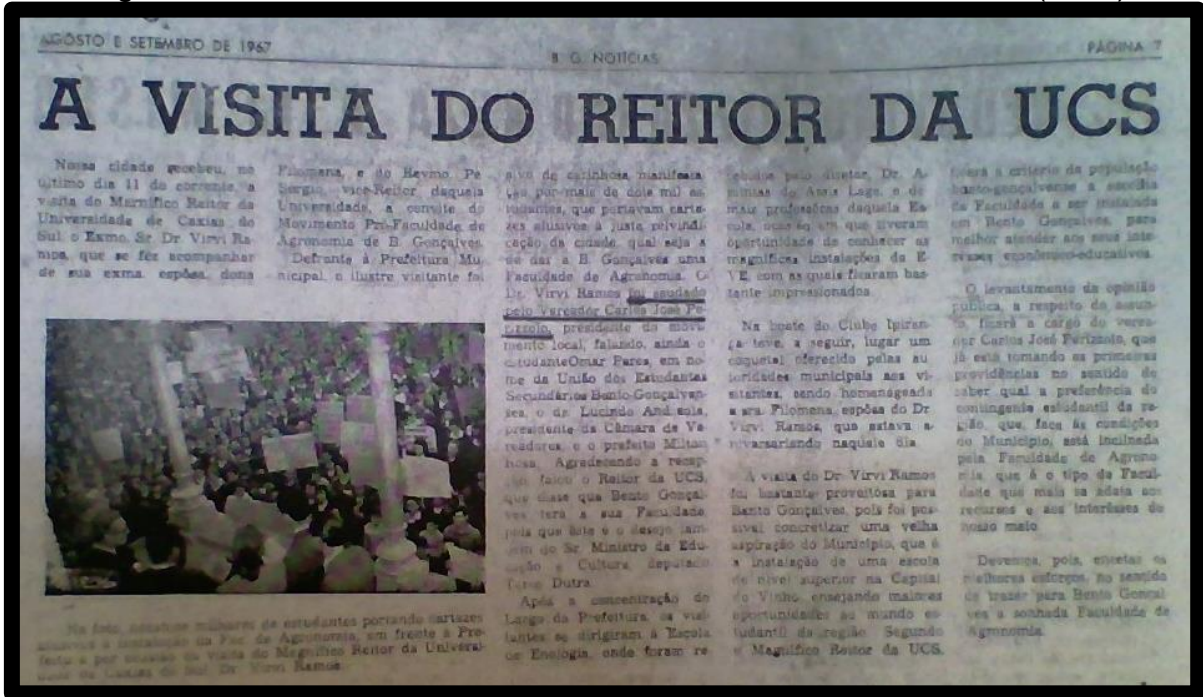 AGOSTO E SETEMBRO DE 1967
B. G. NOTÍCIAS
PÁGINA 7
A VISITA DO REITOR DA UCS
Nossa cidade recebeu, no
último dia 11 do corrente, a
visita do Magnífico Reitor da
Universidade de Caxias do
Sul, o Exmo. Sr. Dr. Virvi Ra-
mos, que se fêz acompanhar
de sua exma. espôsa, dona
Filomena, e do Revmo. Pe.
Sergio, vice-Reitor daquela
Universidade, a convite do
Movimento Pró-Faculdade de
Agronomia de B. Gonçalves.
Defronte à Prefeitura Mu-
nicipal, o ilustre visitante foi
alvo de carinhosa manifesta-
ção por mais de dois mil es-
tudantes, que portavam carta-
zes alusivos à justa reivindi-
cação da cidade, qual seja a
de dar a B. Gonçalves uma
Faculdade de Agronomia. O
Dr. Virvi Ramos foi saudado
pelo Vereador Carlos José Pe-
rizzolo, presidente do movi-
mento local, falando, ainda o
estudanteOmar Peres, em no-
me da União dos Estudantes
Secundários Bento-Gonçalven-
ses, o dr. Lucindo
presidente da Câmara de Ve-
readores, e o prefeito Milton
Rosa. Agradecendo a recep-
ção falou o Reitor da UCS,
que disse que Bento Gonçal-
ves terá a sua Faculdade,
pois que êste é o desejo tam-
bém do Sr. Ministro da Edu-
cação e Cultura, deputado
Tarso Dutra.
Após a concentração do
Largo da Prefeitura, os visi-
tantes se dirigiram à Escola
de Enologia, onde foram re-
cebidos pelo diretor, Dr. A-
de Assis Lage, e de-
mais professôres daquela Es-
cola, ocasião em que tiveram
oportunidade de conhecer as
magníficas instalações da E-
VE, com as quais ficaram bas-
tante impressionados.
Na boate do Clube Ipiran-
ga teve, a seguir, lugar um
coquetel oferecido pelas au-
toridades municipais aos vi-
sitantes, sendo homenageada
a sra. Filomena, espôsa do Dr.
Virvi Ramos, que estava a-
niversariando naquele dia.
A visita do Dr. Virvi Ramos
foi bastante proveitosa para
Bento Gonçalves, pois foi pos-
sível concretizar uma velha
aspiração do Município, que é
a instalação de uma escola
de nível superior na Capital
do Vinho, ensejando maiores
oportunidades ao mundo es-
tudantil da região. Segundo
o Magnífico Reitor da UCS,
ficará a critério da população
bento-gonçalvense a escolha
da Faculdade a ser instalada
em Bento Gonçalves, para
melhor atender aos seus inte-
rêsses econômico-educativos.
O levantamento da opinião
pública, a respeito do assun-
to, ficará a cargo do verea-
dor Carlos José Perizzolo, que
já está tomando as primeiras
providências no sentido de
saber qual a preferência do
contingente estudantil da re-
gião, que, face às condições
do Município, está inclinada
pela Faculdade de Agrono-
mia, que é o tipo da Facul-
dade que mais se adata aos
recursos e aos interêsses do
nosso meio.
Devemos, pois, envetar os
melhores esforços, no sentido
de trazer para Bento Gonçal-
ves a sonhada Faculdade de
Agronomia.
Na foto, aparecem milhares de estudantes portando cartazes
alusivos a instalação da Fac. de Agronomia, em frente à Pre-
feitura por ocasião da visita do Magnífico Reitor da Universi-
dade de Caxias do Sul, Dr. Virvi Ramos.